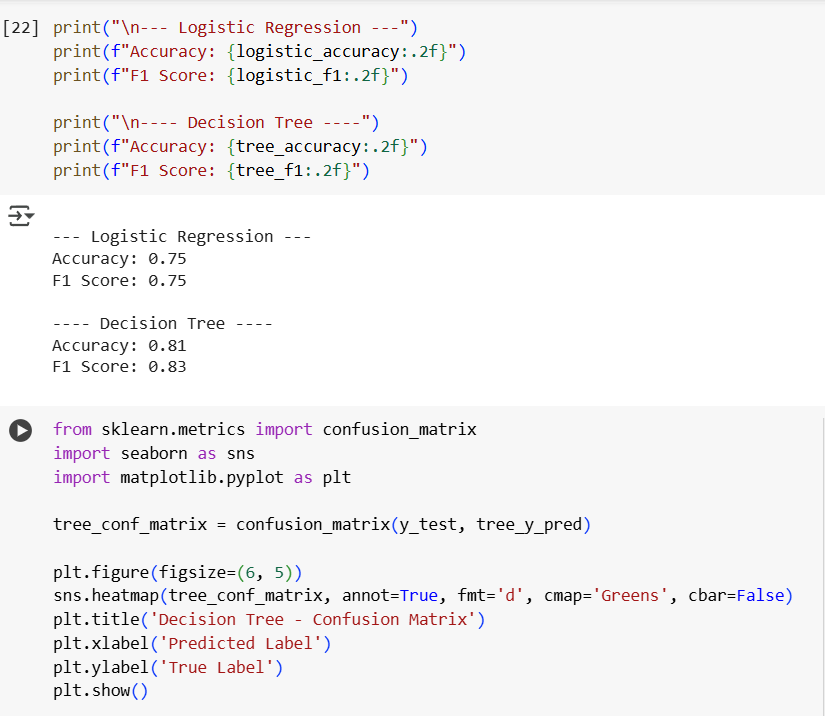 [22] print("\n--- Logistic Regression ---")
print(f"Accuracy: {logistic_accuracy:.2f}")
print(f"F1 Score: {logistic_f1:.2f}")
print("\n---- Decision Tree ----")
print(f"Accuracy: {tree_accuracy:.2f}")
print(f"F1 Score: {tree_f1:.2f}")
--- Logistic Regression ---
Accuracy: 0.75
F1 Score: 0.75
---- Decision Tree ----
Accuracy: 0.81
F1 Score: 0.83
from sklearn.metrics import confusion_matrix
import seaborn as sns
import matplotlib.pyplot as plt
tree_conf_matrix = confusion_matrix(y_test, tree_y_pred)
plt.figure(figsize=(6, 5))
sns.heatmap(tree_conf_matrix, annot=True, fmt='d', cmap='Greens', cbar=False)
plt.title('Decision Tree - Confusion Matrix')
plt.xlabel('Predicted Label')
plt.ylabel('True Label')
plt.show()